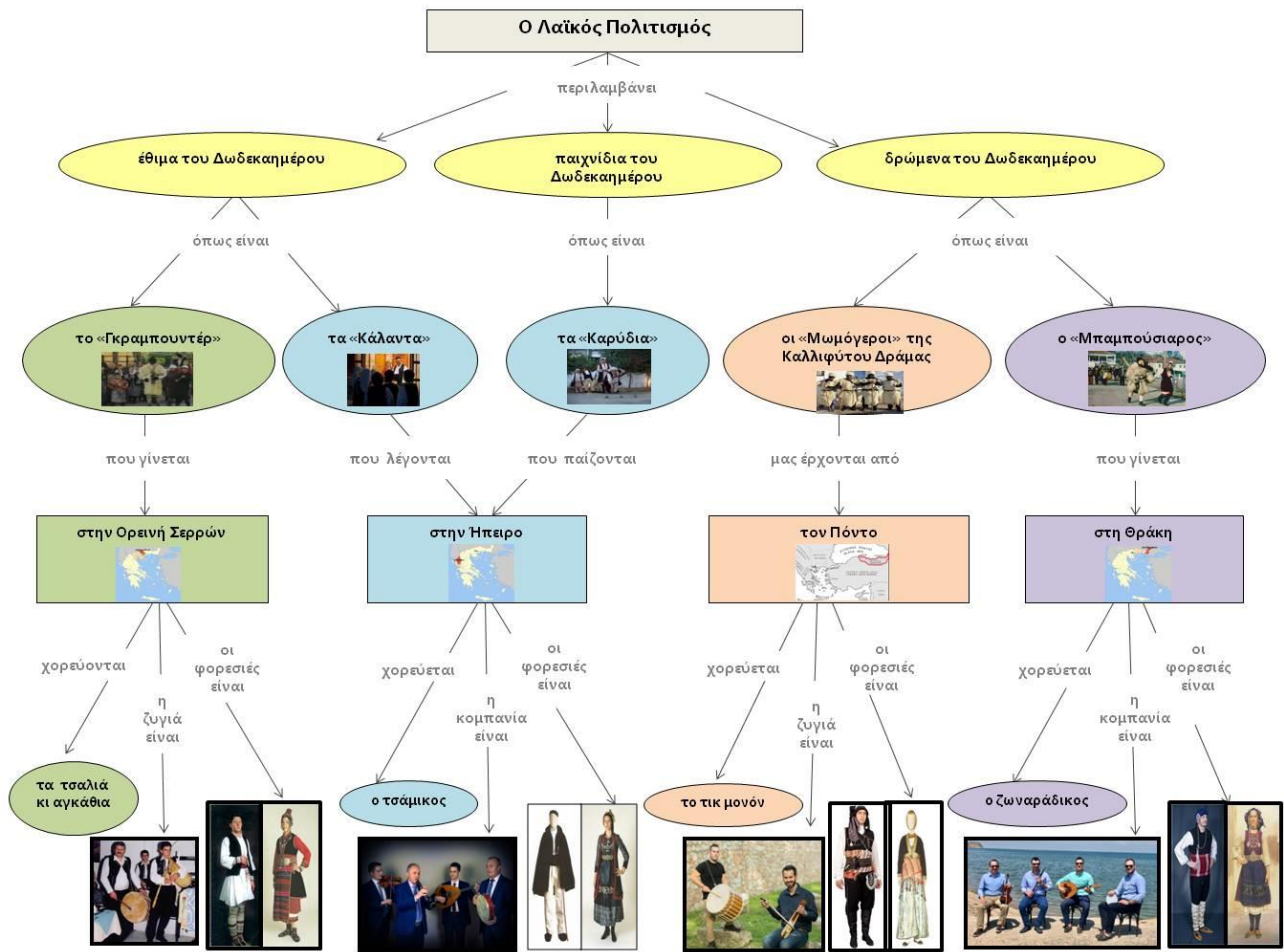 Ο Λαϊκός Πολιτισμός
περιλαμβάνει
έθιμα του Δωδεκαημέρου
παιχνίδια του
Δωδεκαημέρου
δρώμενα του Δωδεκαημέρου
όπως είναι
όπως είναι
όπως είναι
το «Γκραμπουντέρ»
τα «Κάλαντα»
τα «Καρύδια»
οι «Μωμόγεροι» της
Καλλιφύτου Δράμας
ο «Μπαμπούσιαρος»
που γίνεται
που λέγονται
που παίζονται
μας έρχονται από
που γίνεται
στην Ορεινή Σερρών
στην Ήπειρο
τον Πόντο
στη Θράκη
χορεύονται
η
ζυγιά
είναι
οι
φορεσιές
είναι
χορεύεται
η
κομπανία
είναι
οι
φορεσιές
είναι
χορεύεται
η
ζυγιά
είναι
οι
φορεσιές
είναι
χορεύεται
η
κομπανία
είναι
οι
φορεσιές
είναι
τα τσαλιά
κι αγκάθια
ο τσάμικος
το τικ μονόν
ο ζωναράδικος